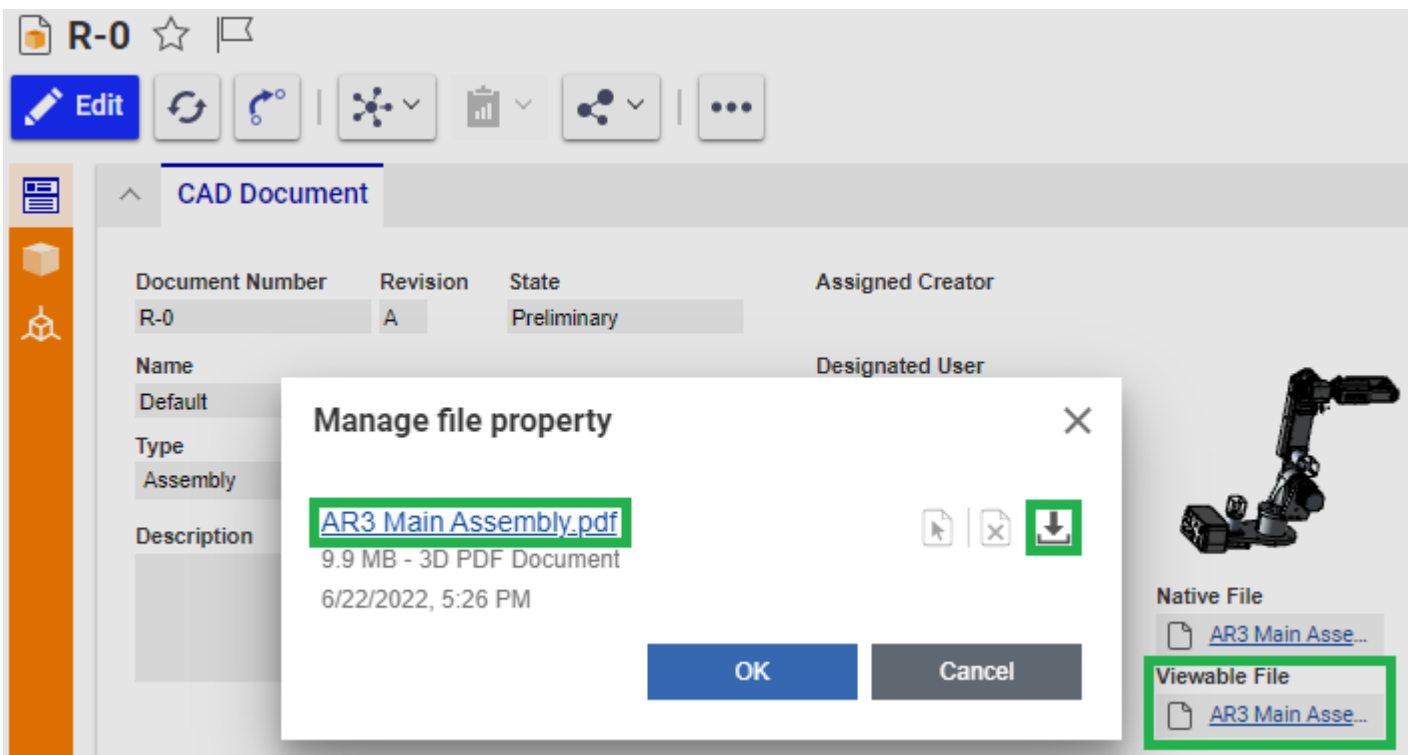 R-0
Edit
CAD Document
Document Number Revision State Assigned Creator
R-0 A Preliminary
Name Designated User
Default
Type
Assembly
Description
Manage file property
AR3 Main Assembly.pdf
9.9 MB - 3D PDF Document
6/22/2022, 5:26 PM
OK Cancel
Native File
AR3 Main Asse...
Viewable File
AR3 Main Asse...